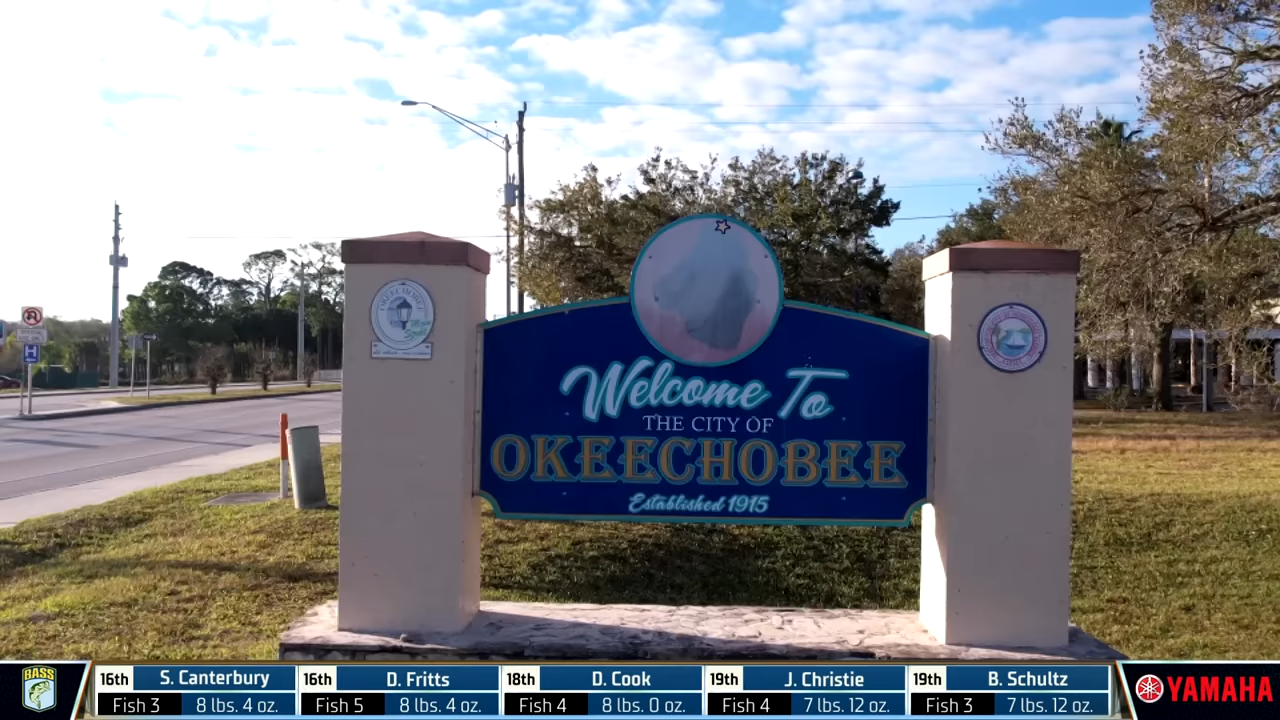 Welcome To
THE CITY OF
OKEECHOBEE
Established 1915
H
BASS
16th S. Canterbury
Fish 3 8 lbs. 4 oz.
16th D. Fritts
Fish 5 8 lbs. 4 oz.
18th D. Cook
Fish 4 8 lbs. 0 oz.
19th J. Christie
Fish 4 7 lbs. 12 oz.
19th B. Schultz
Fish 3 7 lbs. 12 oz.
YAMAHA